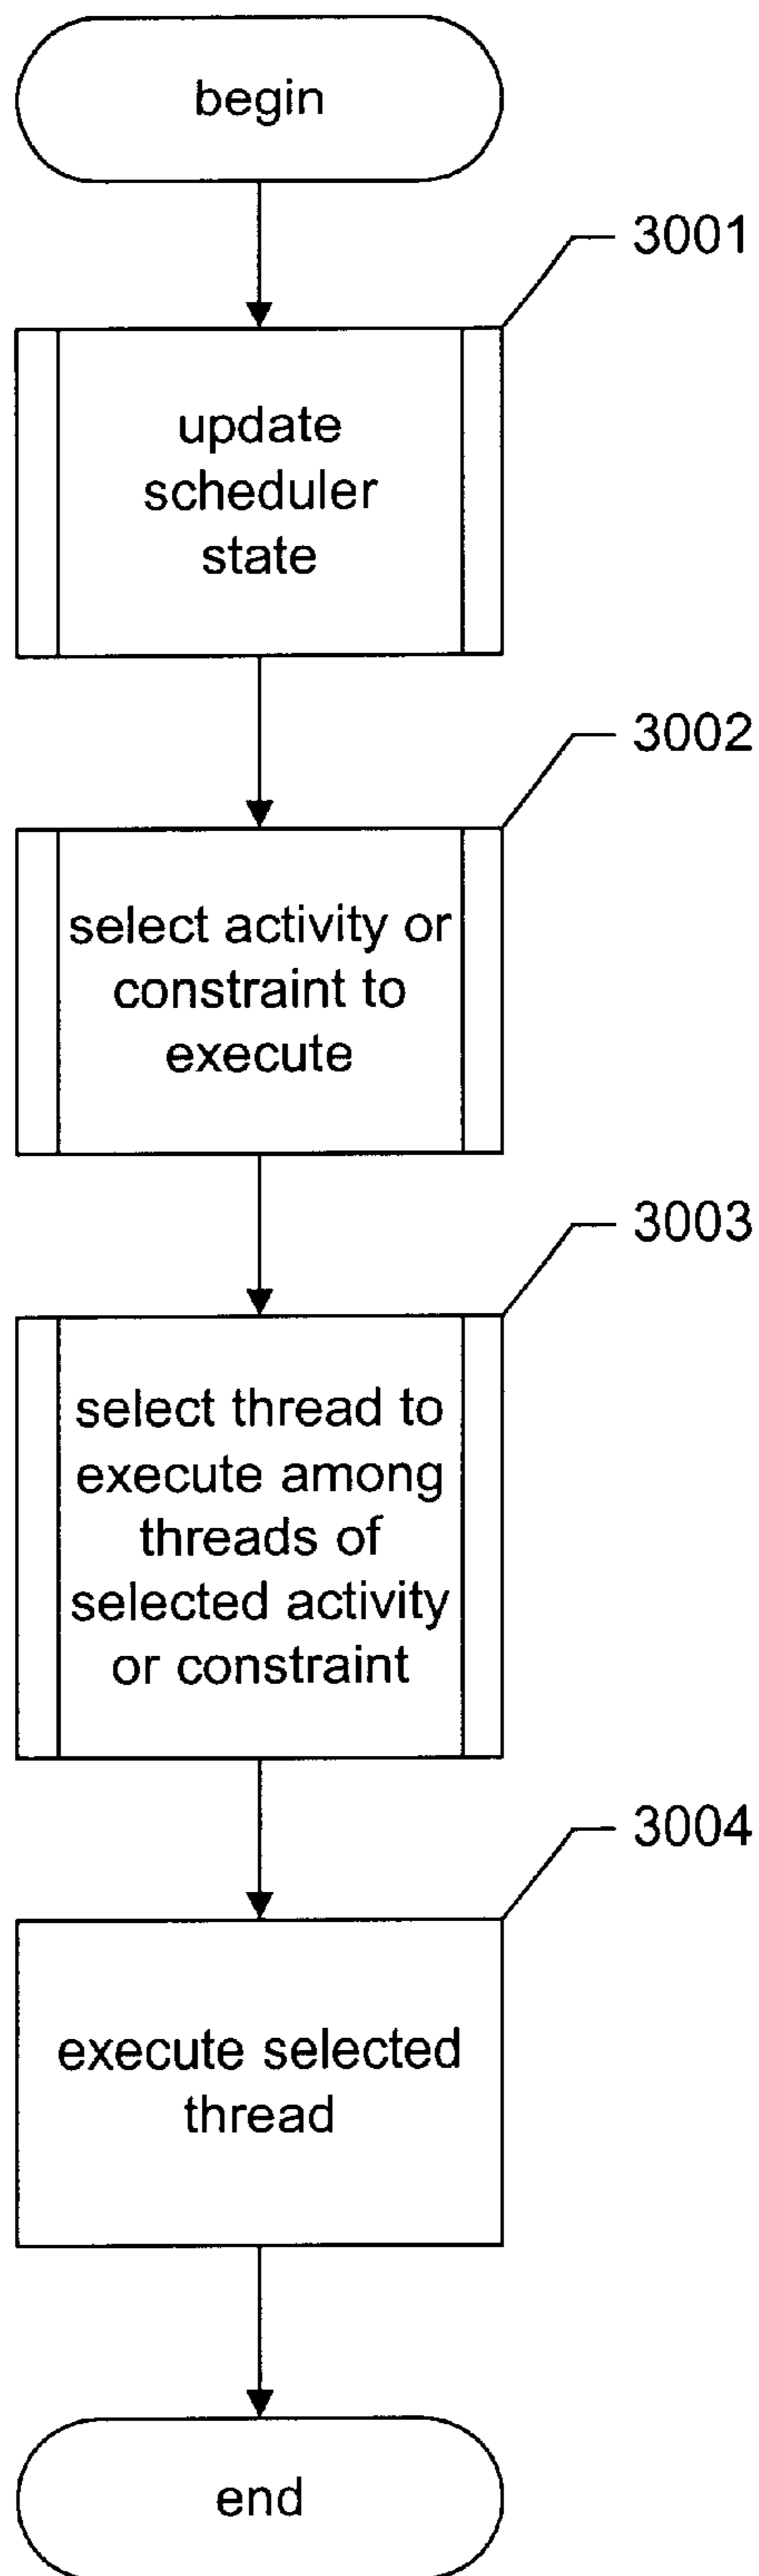 begin
3001
update
scheduler
state
3002
select activity or
constraint to
execute
3003
select thread to
execute among
threads of
selected activity
or constraint
3004
execute selected
thread
end